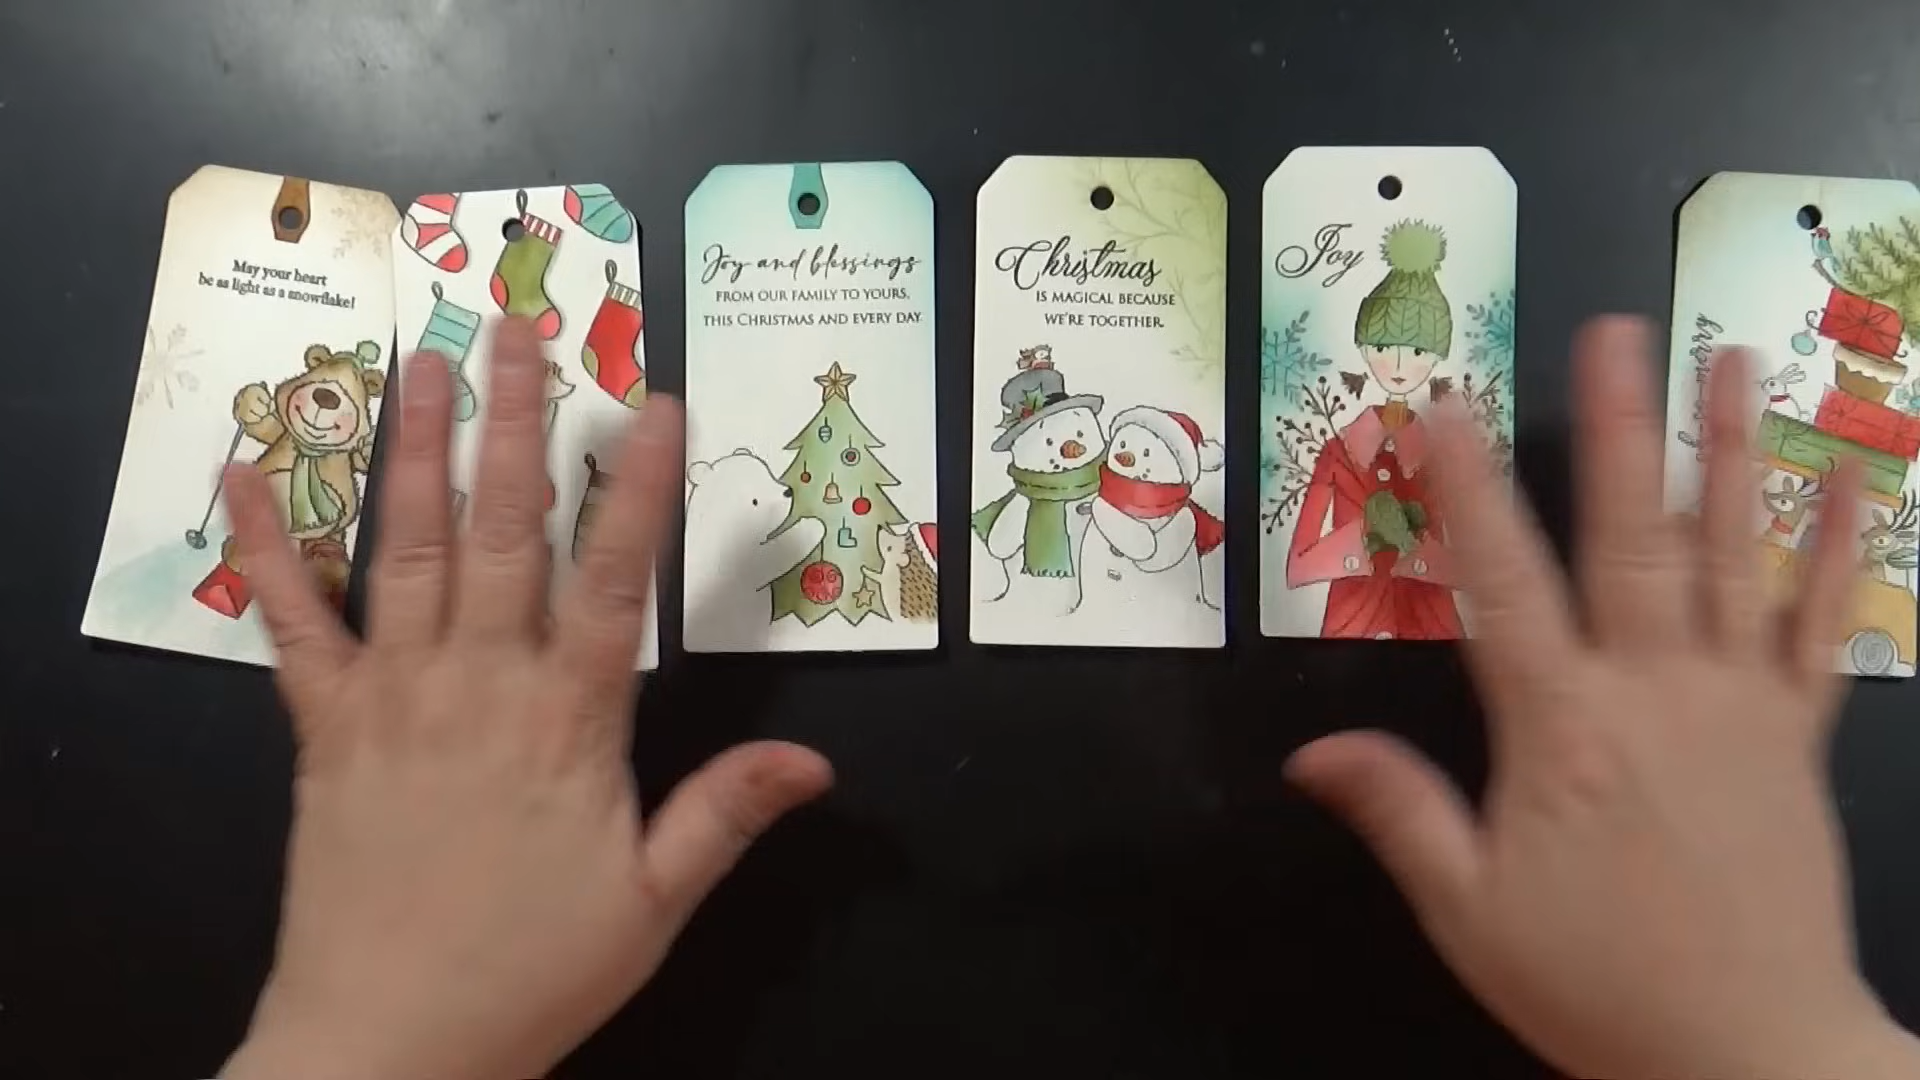 May your heart
be as light as a snowflake!
Joy and blessings
FROM OUR FAMILY TO YOURS,
THIS CHRISTMAS AND EVERY DAY.
Christmas
IS MAGICAL BECAUSE
WE'RE TOGETHER.
Joy